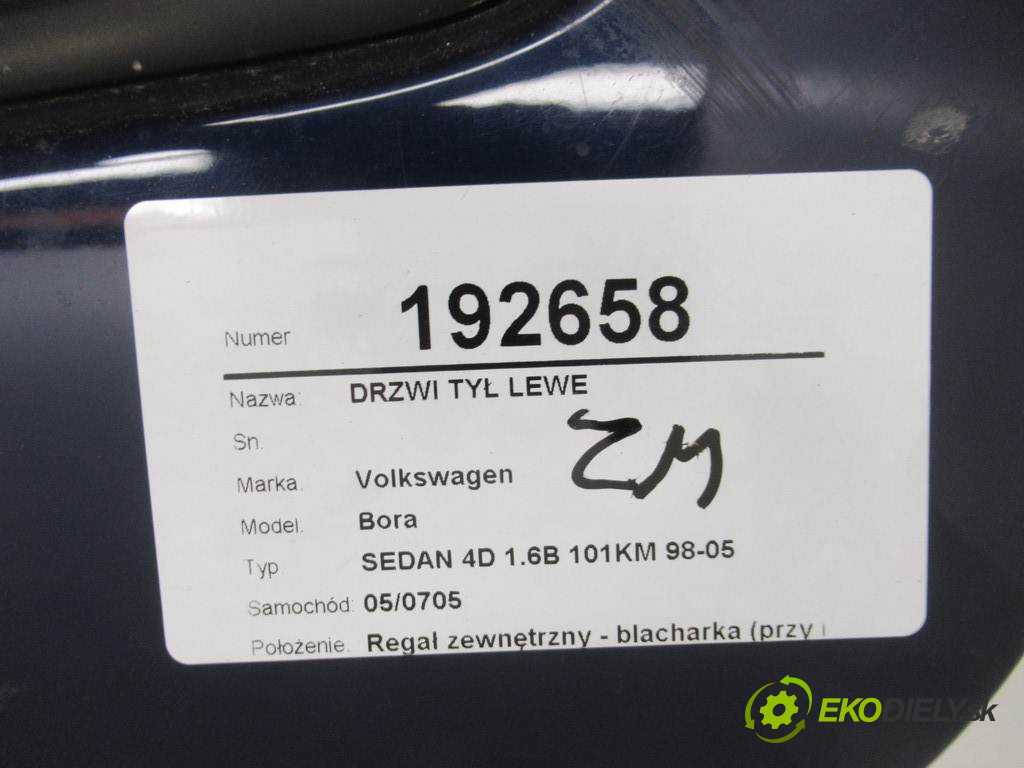 Numer 192658
Nazwa: DRZWI TYŁ LEWE
Sn.
ZM
Marka. Volkswagen
Model: Bora
Typ SEDAN 4D 1.6B 101KM 98-05
Samochód: 05/0705
Położenie. Regał zewnętrzny - blacharka (przy
EKODIELY.sk